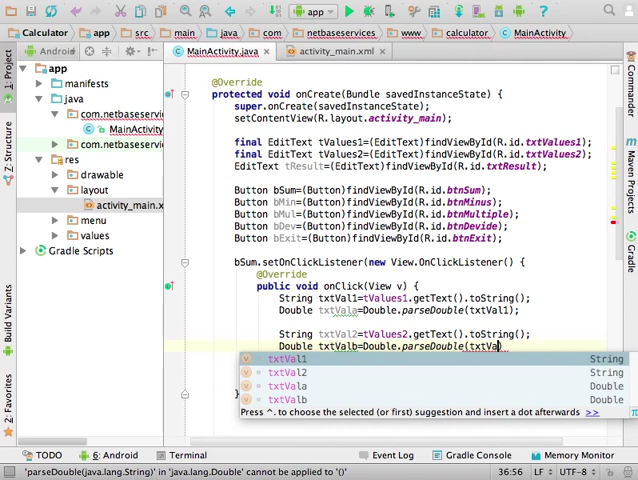 app
Calculator
app
src
main
java
com
netbaseservices
www
calculator
MainActivity
Android
MainActivity.java
activity_main.xml
1: Project
Z: Structure
Build Variants
2: Favorites
app
manifests
java
com.netbaseservic
MainActivity
com.netbaseservic
res
drawable
layout
activity_main.x
menu
values
Gradle Scripts
@Override
protected void onCreate(Bundle savedInstanceState) {
super.onCreate(savedInstanceState);
setContentView(R.layout.activity_main);
final EditText tValues1=(EditText)findViewById(R.id.txtValues1);
final EditText tValues2=(EditText)findViewById(R.id.txtValues2);
EditText tResult=(EditText)findViewById(R.id.txtResult);
Button bSum=(Button)findViewById(R.id.btnSum);
Button bMin=(Button)findViewById(R.id.btnMinus);
Button bMul=(Button)findViewById(R.id.btnMultiple);
Button bDev=(Button)findViewById(R.id.btnDevide);
Button bExit=(Button)findViewById(R.id.btnExit);
bSum.setOnClickListener(new View.OnClickListener() {
@Override
public void onClick(View v) {
String txtVal1=tValues1.getText().toString();
Double txtVala=Double.parseDouble(txtVal1);
String txtVal2=tValues2.getText().toString();
Double txtValb=Double.parseDouble(txtVa
txtVal1 String
txtVal2 String
txtVala Double
txtValb Double
Press ^. to choose the selected (or first) suggestion and insert a dot afterwards >>
}
Commander
Maven Projects
Gradle
TODO
6: Android
Terminal
Event Log
Gradle Console
Memory Monitor
'parseDouble(java.lang.String)' in 'java.lang.Double' cannot be applied to '()'
36:56
LF
UTF-8